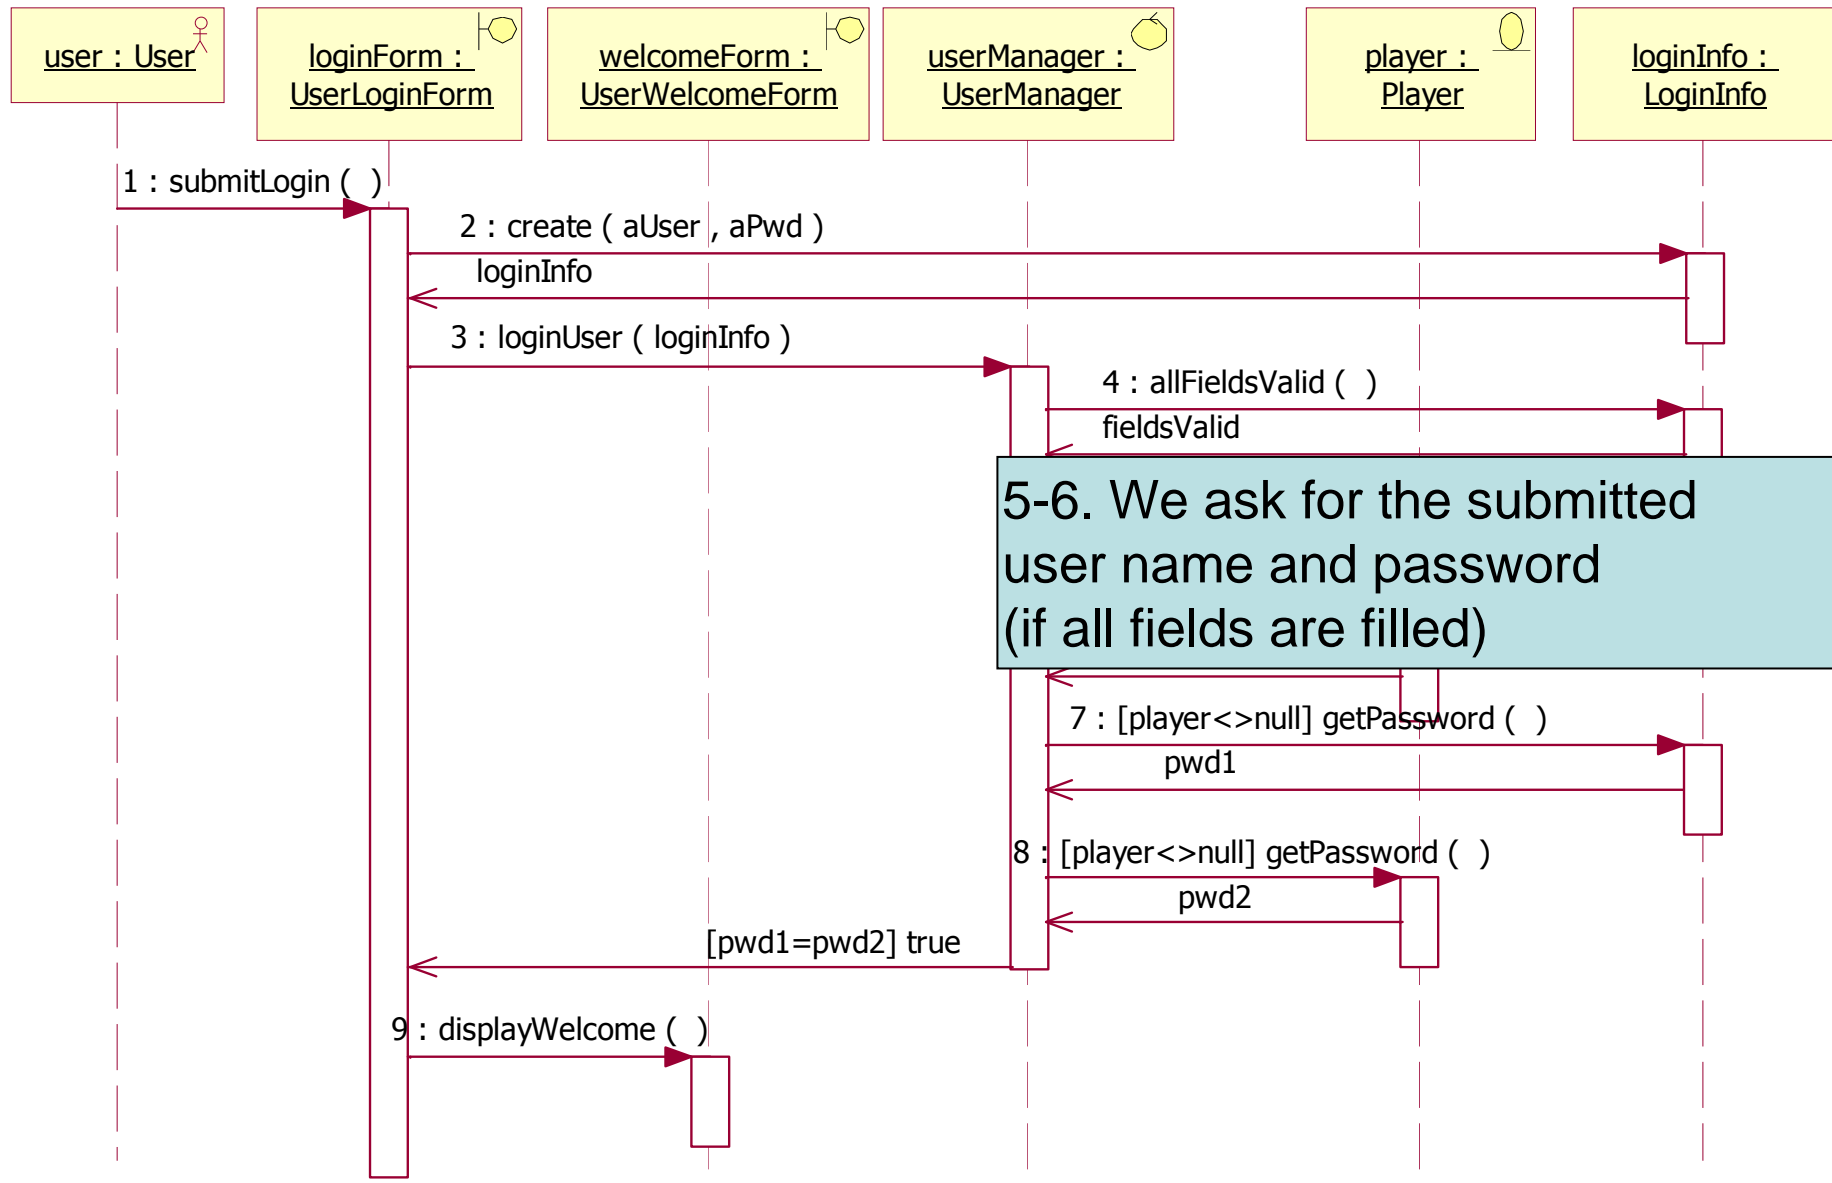 user : User
loginForm :
UserLoginForm
welcomeForm :
UserWelcomeForm
userManager :
UserManager
player :
Player
loginInfo :
LoginInfo
1 : submitLogin (  )
2 : create ( aUser , aPwd )
loginInfo
3 : loginUser ( loginInfo )
4 : allFieldsValid (  )
fieldsValid
5-6. We ask for the submitted
user name and password
(if all fields are filled)
7 : [player<>null] getPassword (  )
pwd1
8 : [player<>null] getPassword (  )
pwd2
[pwd1=pwd2] true
9 : displayWelcome (  )